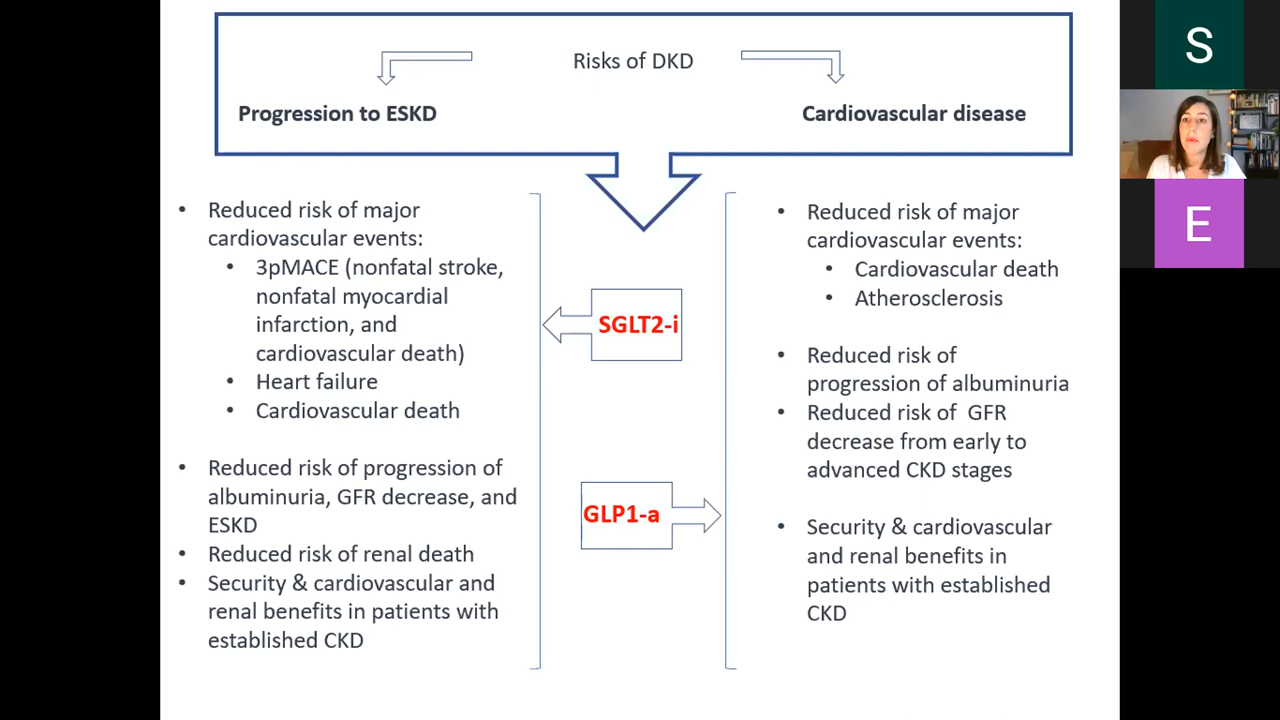 Risks of DKD
Progression to ESKD
Cardiovascular disease
• Reduced risk of major
cardiovascular events:
• 3pMACE (nonfatal stroke,
nonfatal myocardial
infarction, and
cardiovascular death)
• Heart failure
• Cardiovascular death
• Reduced risk of progression of
albuminuria, GFR decrease, and
ESKD
• Reduced risk of renal death
• Security & cardiovascular and
renal benefits in patients with
established CKD
SGLT2-i
GLP1-a
• Reduced risk of major
cardiovascular events:
• Cardiovascular death
• Atherosclerosis
• Reduced risk of
progression of albuminuria
• Reduced risk of  GFR
decrease from early to
advanced CKD stages
• Security & cardiovascular
and renal benefits in
patients with established
CKD
S
E